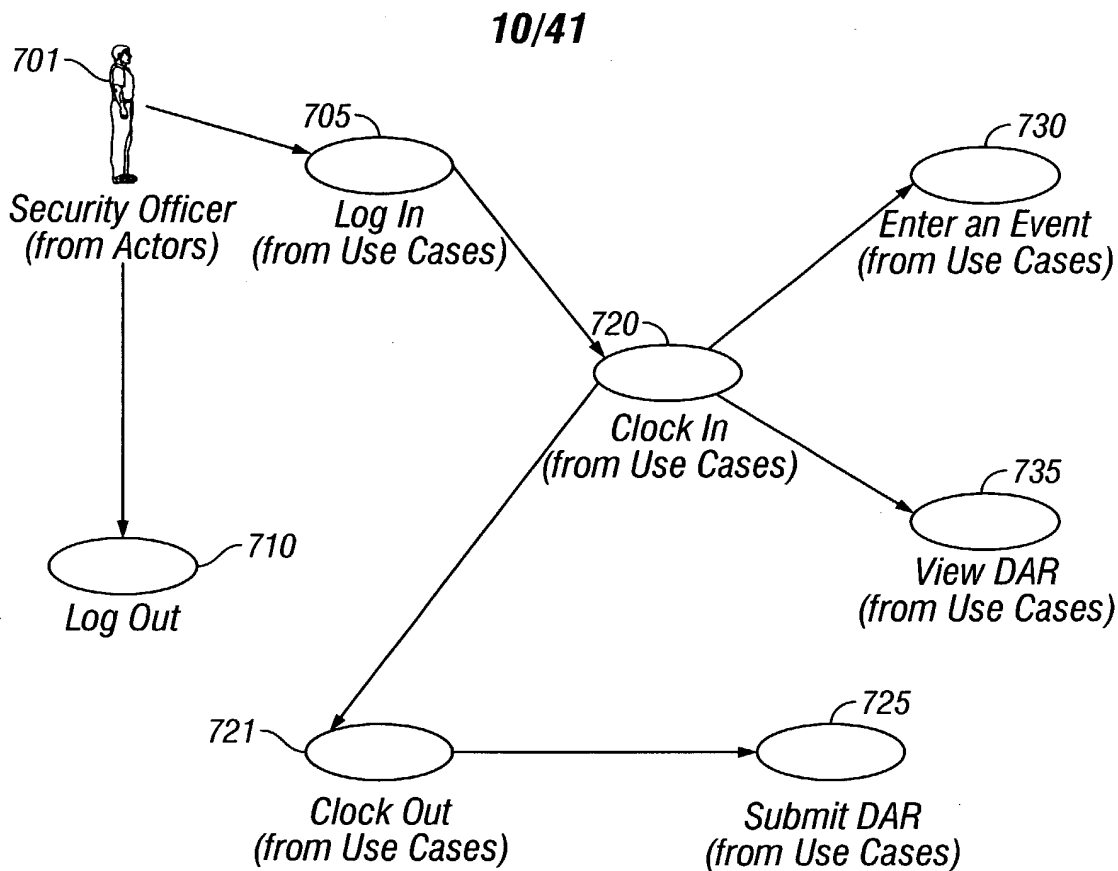 10/41
701
Security Officer
(from Actors)
705
Log In
(from Use Cases)
730
Enter an Event
(from Use Cases)
720
Clock In
(from Use Cases)
735
View DAR
(from Use Cases)
710
Log Out
721
Clock Out
(from Use Cases)
725
Submit DAR
(from Use Cases)